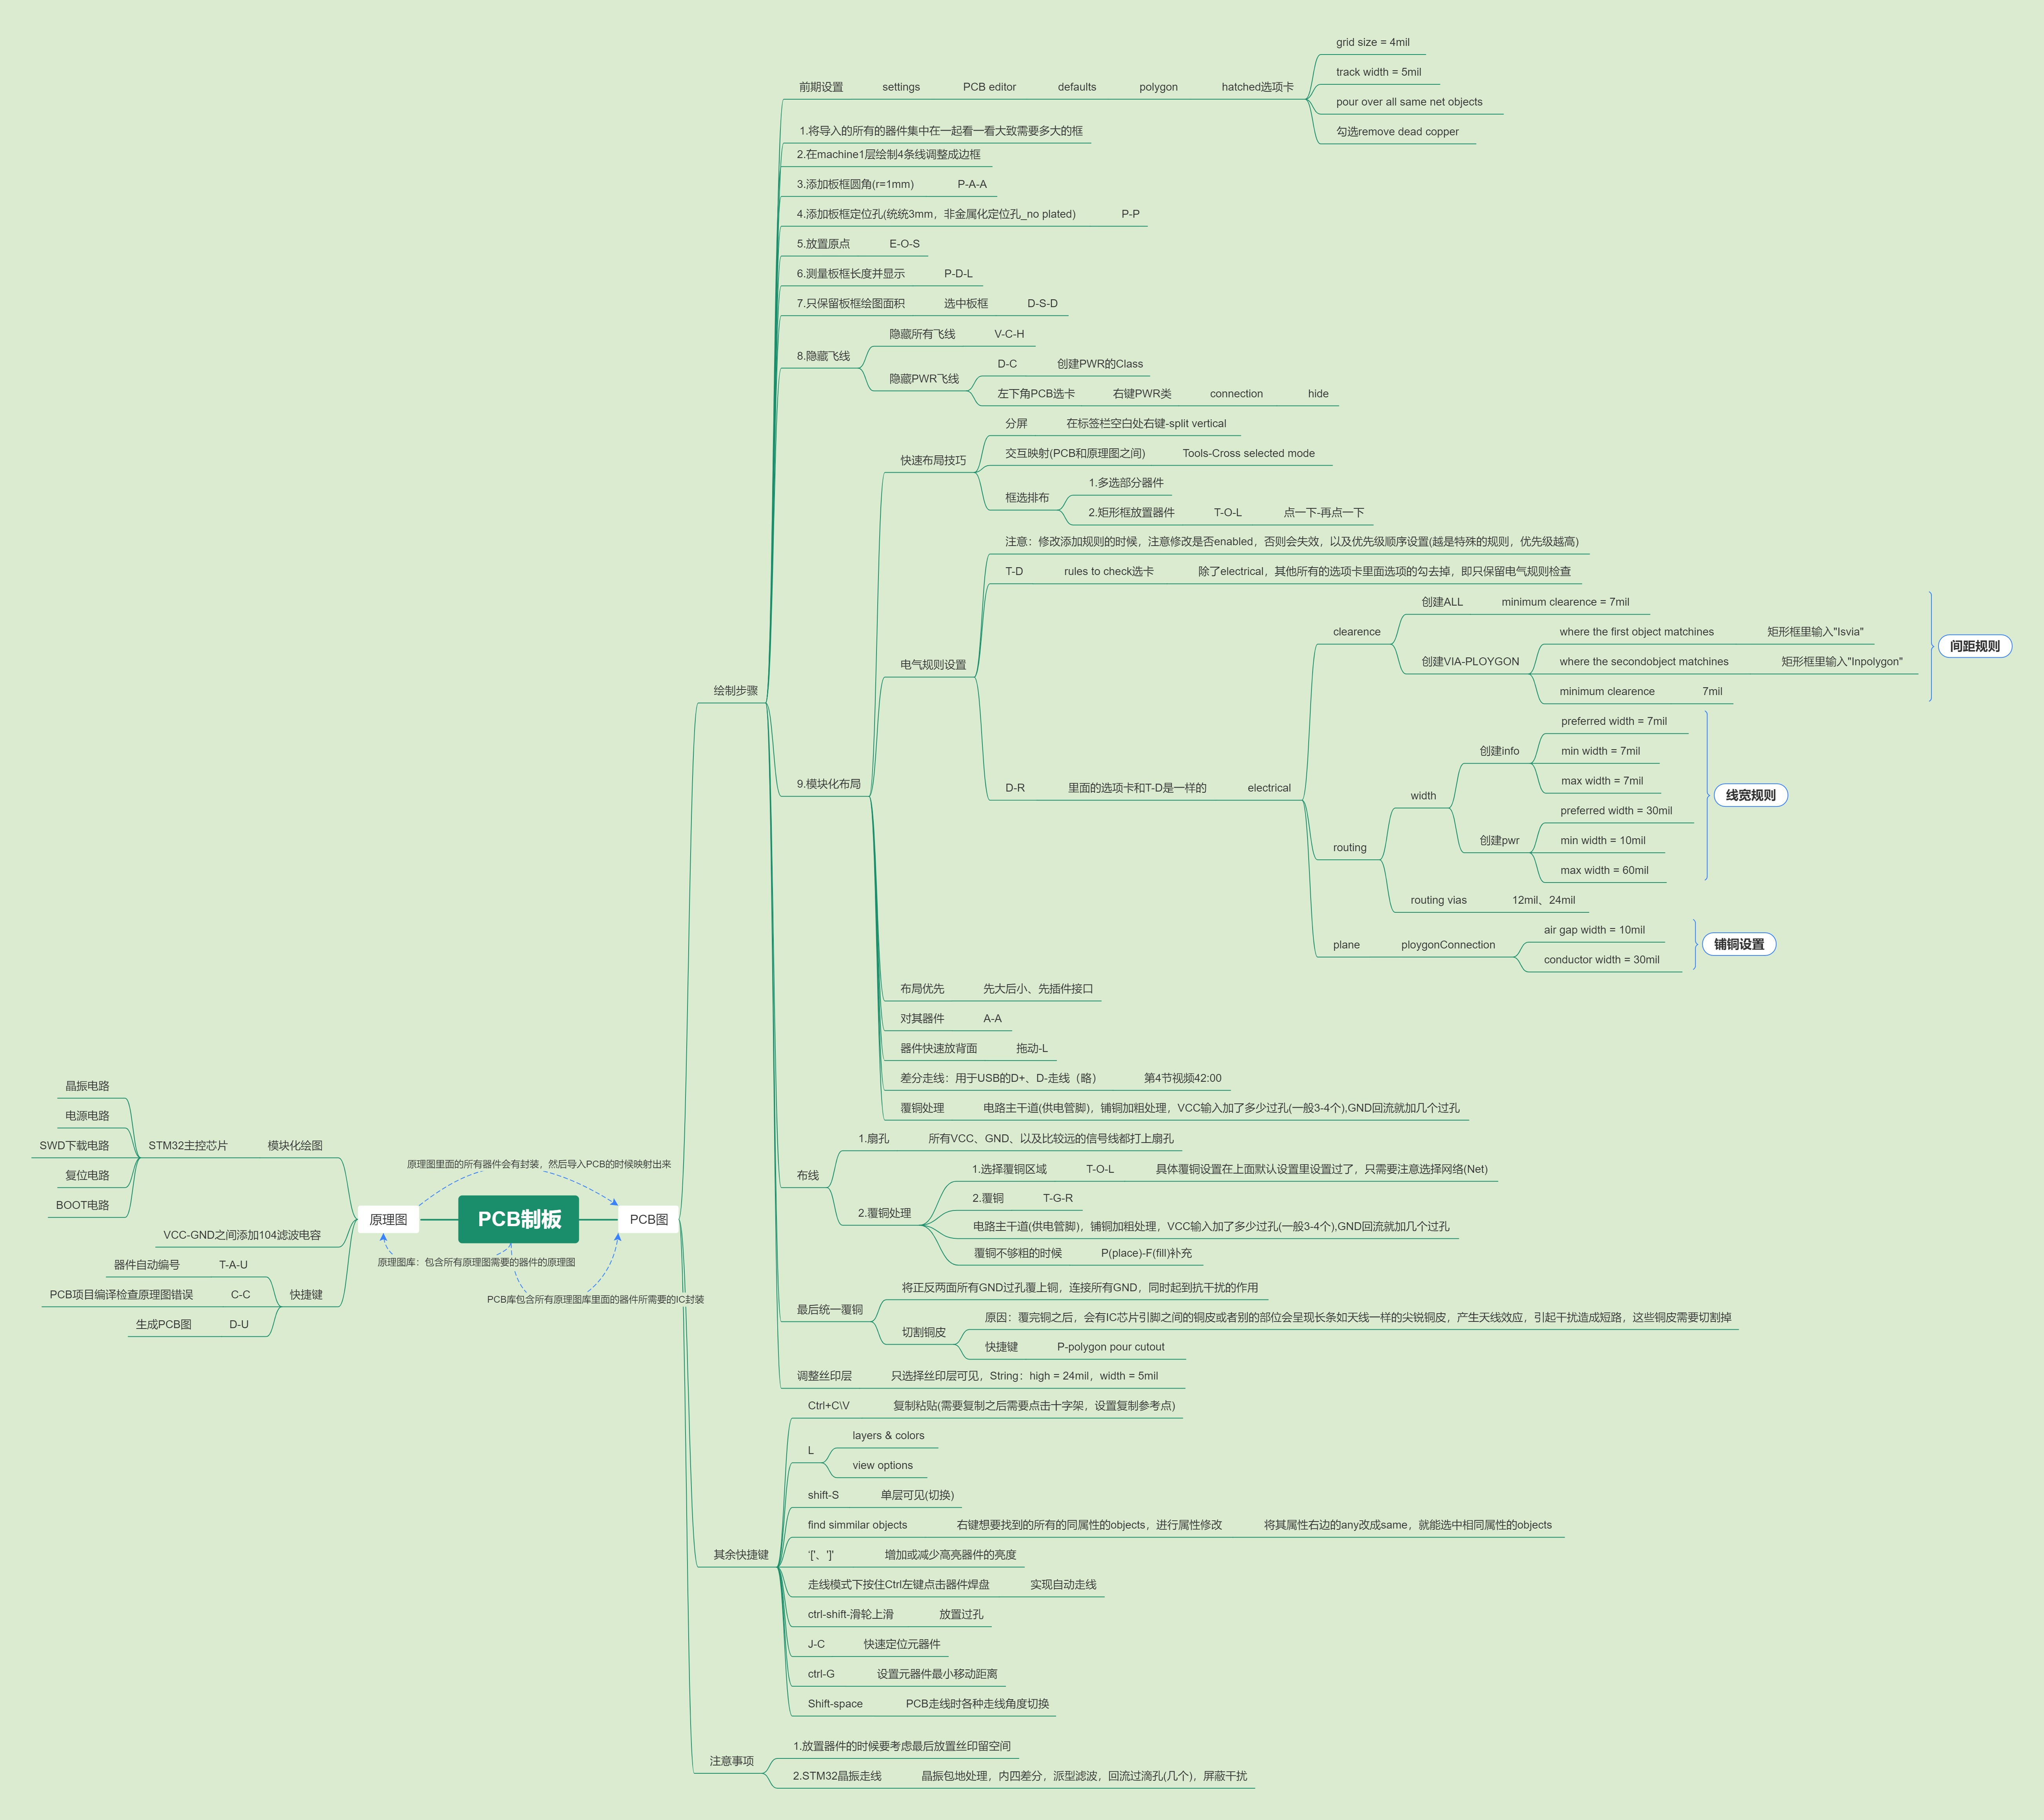 PCB制板
原理图
模块化绘图
STM32主控芯片
晶振电路
电源电路
SWD下载电路
复位电路
BOOT电路
VCC-GND之间添加104滤波电容
快捷键
器件自动编号 T-A-U
PCB项目编译检查原理图错误 C-C
生成PCB图 D-U
原理图里面的所有器件会有封装，然后导入PCB的时候映射出来
原理图库：包含所有原理图需要的器件的原理图
PCB库包含所有原理图库里面的器件所需要的IC封装
PCB图
绘制步骤
前期设置 settings PCB editor defaults polygon hatched选项卡
grid size = 4mil
track width = 5mil
pour over all same net objects
勾选remove dead copper
1.将导入的所有的器件集中在一起看一看大致需要多大的框
2.在machine1层绘制4条线调整成边框
3.添加板框圆角(r=1mm) P-A-A
4.添加板框定位孔(统统3mm，非金属化定位孔_no plated) P-P
5.放置原点 E-O-S
6.测量板框长度并显示 P-D-L
7.只保留板框绘图面积 选中板框 D-S-D
8.隐藏飞线
隐藏所有飞线 V-C-H
隐藏PWR飞线
D-C 创建PWR的Class
左下角PCB选卡 右键PWR类 connection hide
9.模块化布局
快速布局技巧
分屏 在标签栏空白处右键-split vertical
交互映射(PCB和原理图之间) Tools-Cross selected mode
框选排布
1.多选部分器件
2.矩形框放置器件 T-O-L 点一下-再点一下
电气规则设置
注意：修改添加规则的时候，注意修改是否enabled，否则会失效，以及优先级顺序设置(越是特殊的规则，优先级越高)
T-D rules to check选卡 除了electrical，其他所有的选项卡里面选项的勾去掉，即只保留电气规则检查
D-R 里面的选项卡和T-D是一样的 electrical
clearence
创建ALL minimum clearence = 7mil
创建VIA-PLOYGON
where the first object matchines 矩形框里输入"Isvia"
where the secondobject matchines 矩形框里输入"Inpolygon"
minimum clearence 7mil
间距规则
routing
width
创建info
preferred width = 7mil
min width = 7mil
max width = 7mil
创建pwr
preferred width = 30mil
min width = 10mil
max width = 60mil
线宽规则
routing vias 12mil、24mil
plane ploygonConnection
air gap width = 10mil
conductor width = 30mil
铺铜设置
布局优先 先大后小、先插件接口
对其器件 A-A
器件快速放背面 拖动-L
差分走线：用于USB的D+、D-走线（略） 第4节视频42:00
覆铜处理 电路主干道(供电管脚)，铺铜加粗处理，VCC输入加了多少过孔(一般3-4个),GND回流就加几个过孔
布线
1.扇孔 所有VCC、GND、以及比较远的信号线都打上扇孔
2.覆铜处理
1.选择覆铜区域 T-O-L 具体覆铜设置在上面默认设置里设置过了，只需要注意选择网络(Net)
2.覆铜 T-G-R
电路主干道(供电管脚)，铺铜加粗处理，VCC输入加了多少过孔(一般3-4个),GND回流就加几个过孔
覆铜不够粗的时候 P(place)-F(fill)补充
最后统一覆铜
将正反两面所有GND过孔覆上铜，连接所有GND，同时起到抗干扰的作用
切割铜皮
原因：覆完铜之后，会有IC芯片引脚之间的铜皮或者别的部位会呈现长条如天线一样的尖锐铜皮，产生天线效应，引起干扰造成短路，这些铜皮需要切割掉
快捷键 P-polygon pour cutout
调整丝印层 只选择丝印层可见，String：high = 24mil，width = 5mil
其余快捷键
Ctrl+C\V 复制粘贴(需要复制之后需要点击十字架，设置复制参考点)
L
layers & colors
view options
shift-S 单层可见(切换)
find simmilar objects 右键想要找到的所有的同属性的objects，进行属性修改 将其属性右边的any改成same，就能选中相同属性的objects
'['、']' 增加或减少高亮器件的亮度
走线模式下按住Ctrl左键点击器件焊盘 实现自动走线
ctrl-shift-滑轮上滑 放置过孔
J-C 快速定位元器件
ctrl-G 设置元器件最小移动距离
Shift-space PCB走线时各种走线角度切换
注意事项
1.放置器件的时候要考虑最后放置丝印留空间
2.STM32晶振走线 晶振包地处理，内四差分，派型滤波，回流过滴孔(几个)，屏蔽干扰